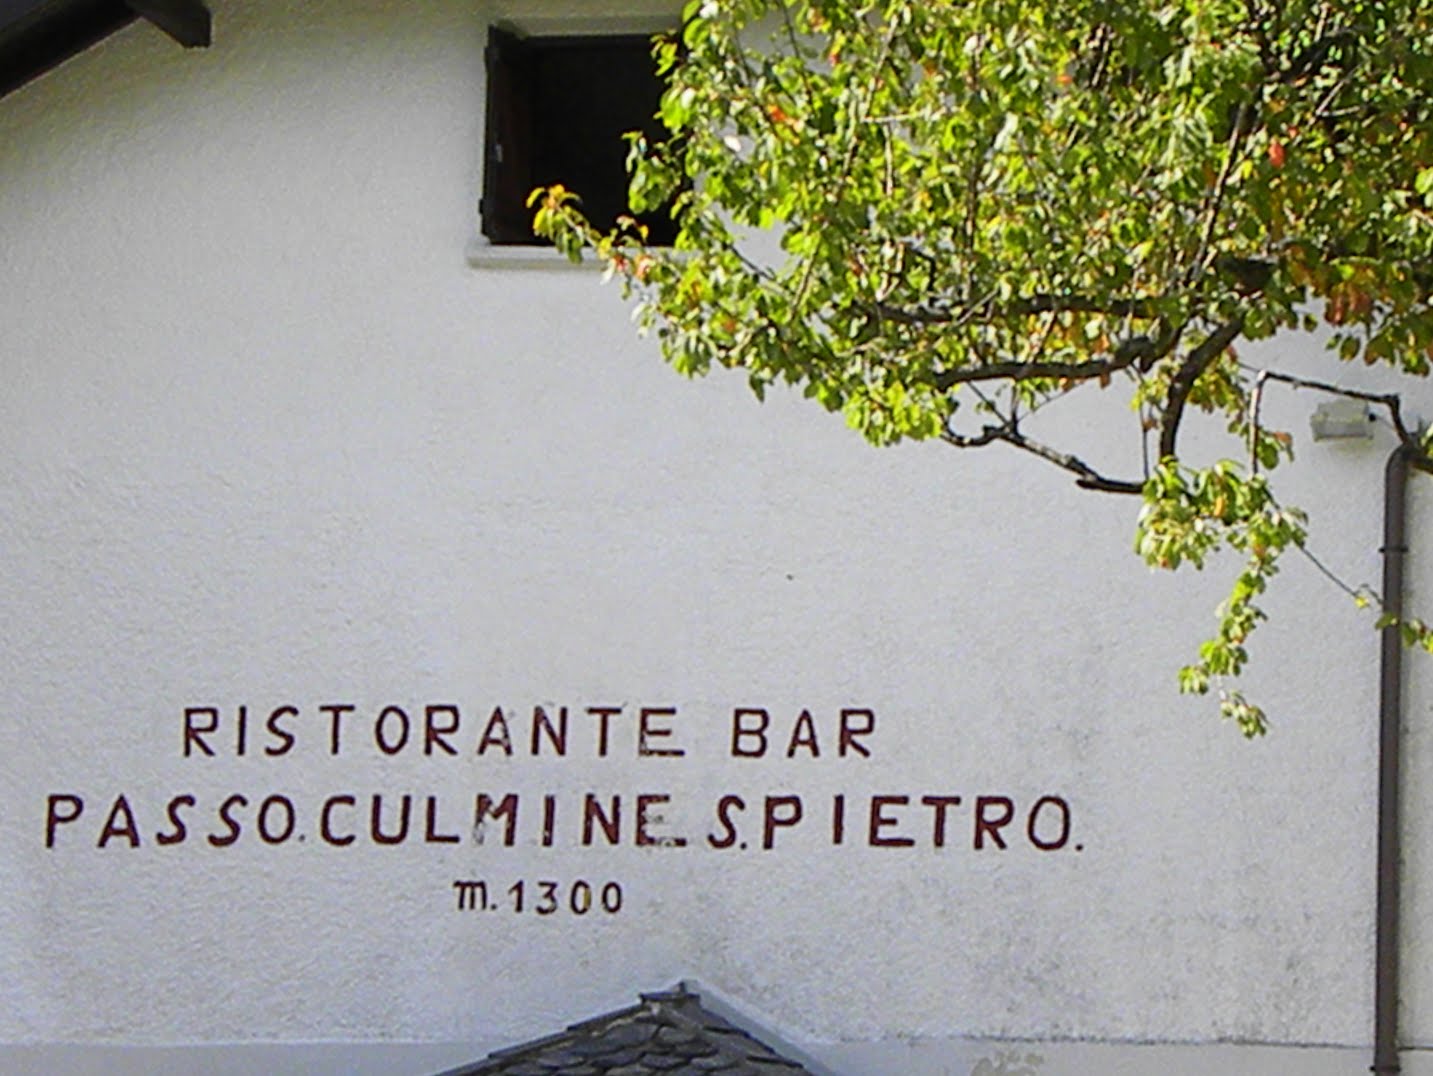 RISTORANTE BAR
PASSO.CULMINE S.PIETRO.
m.1300